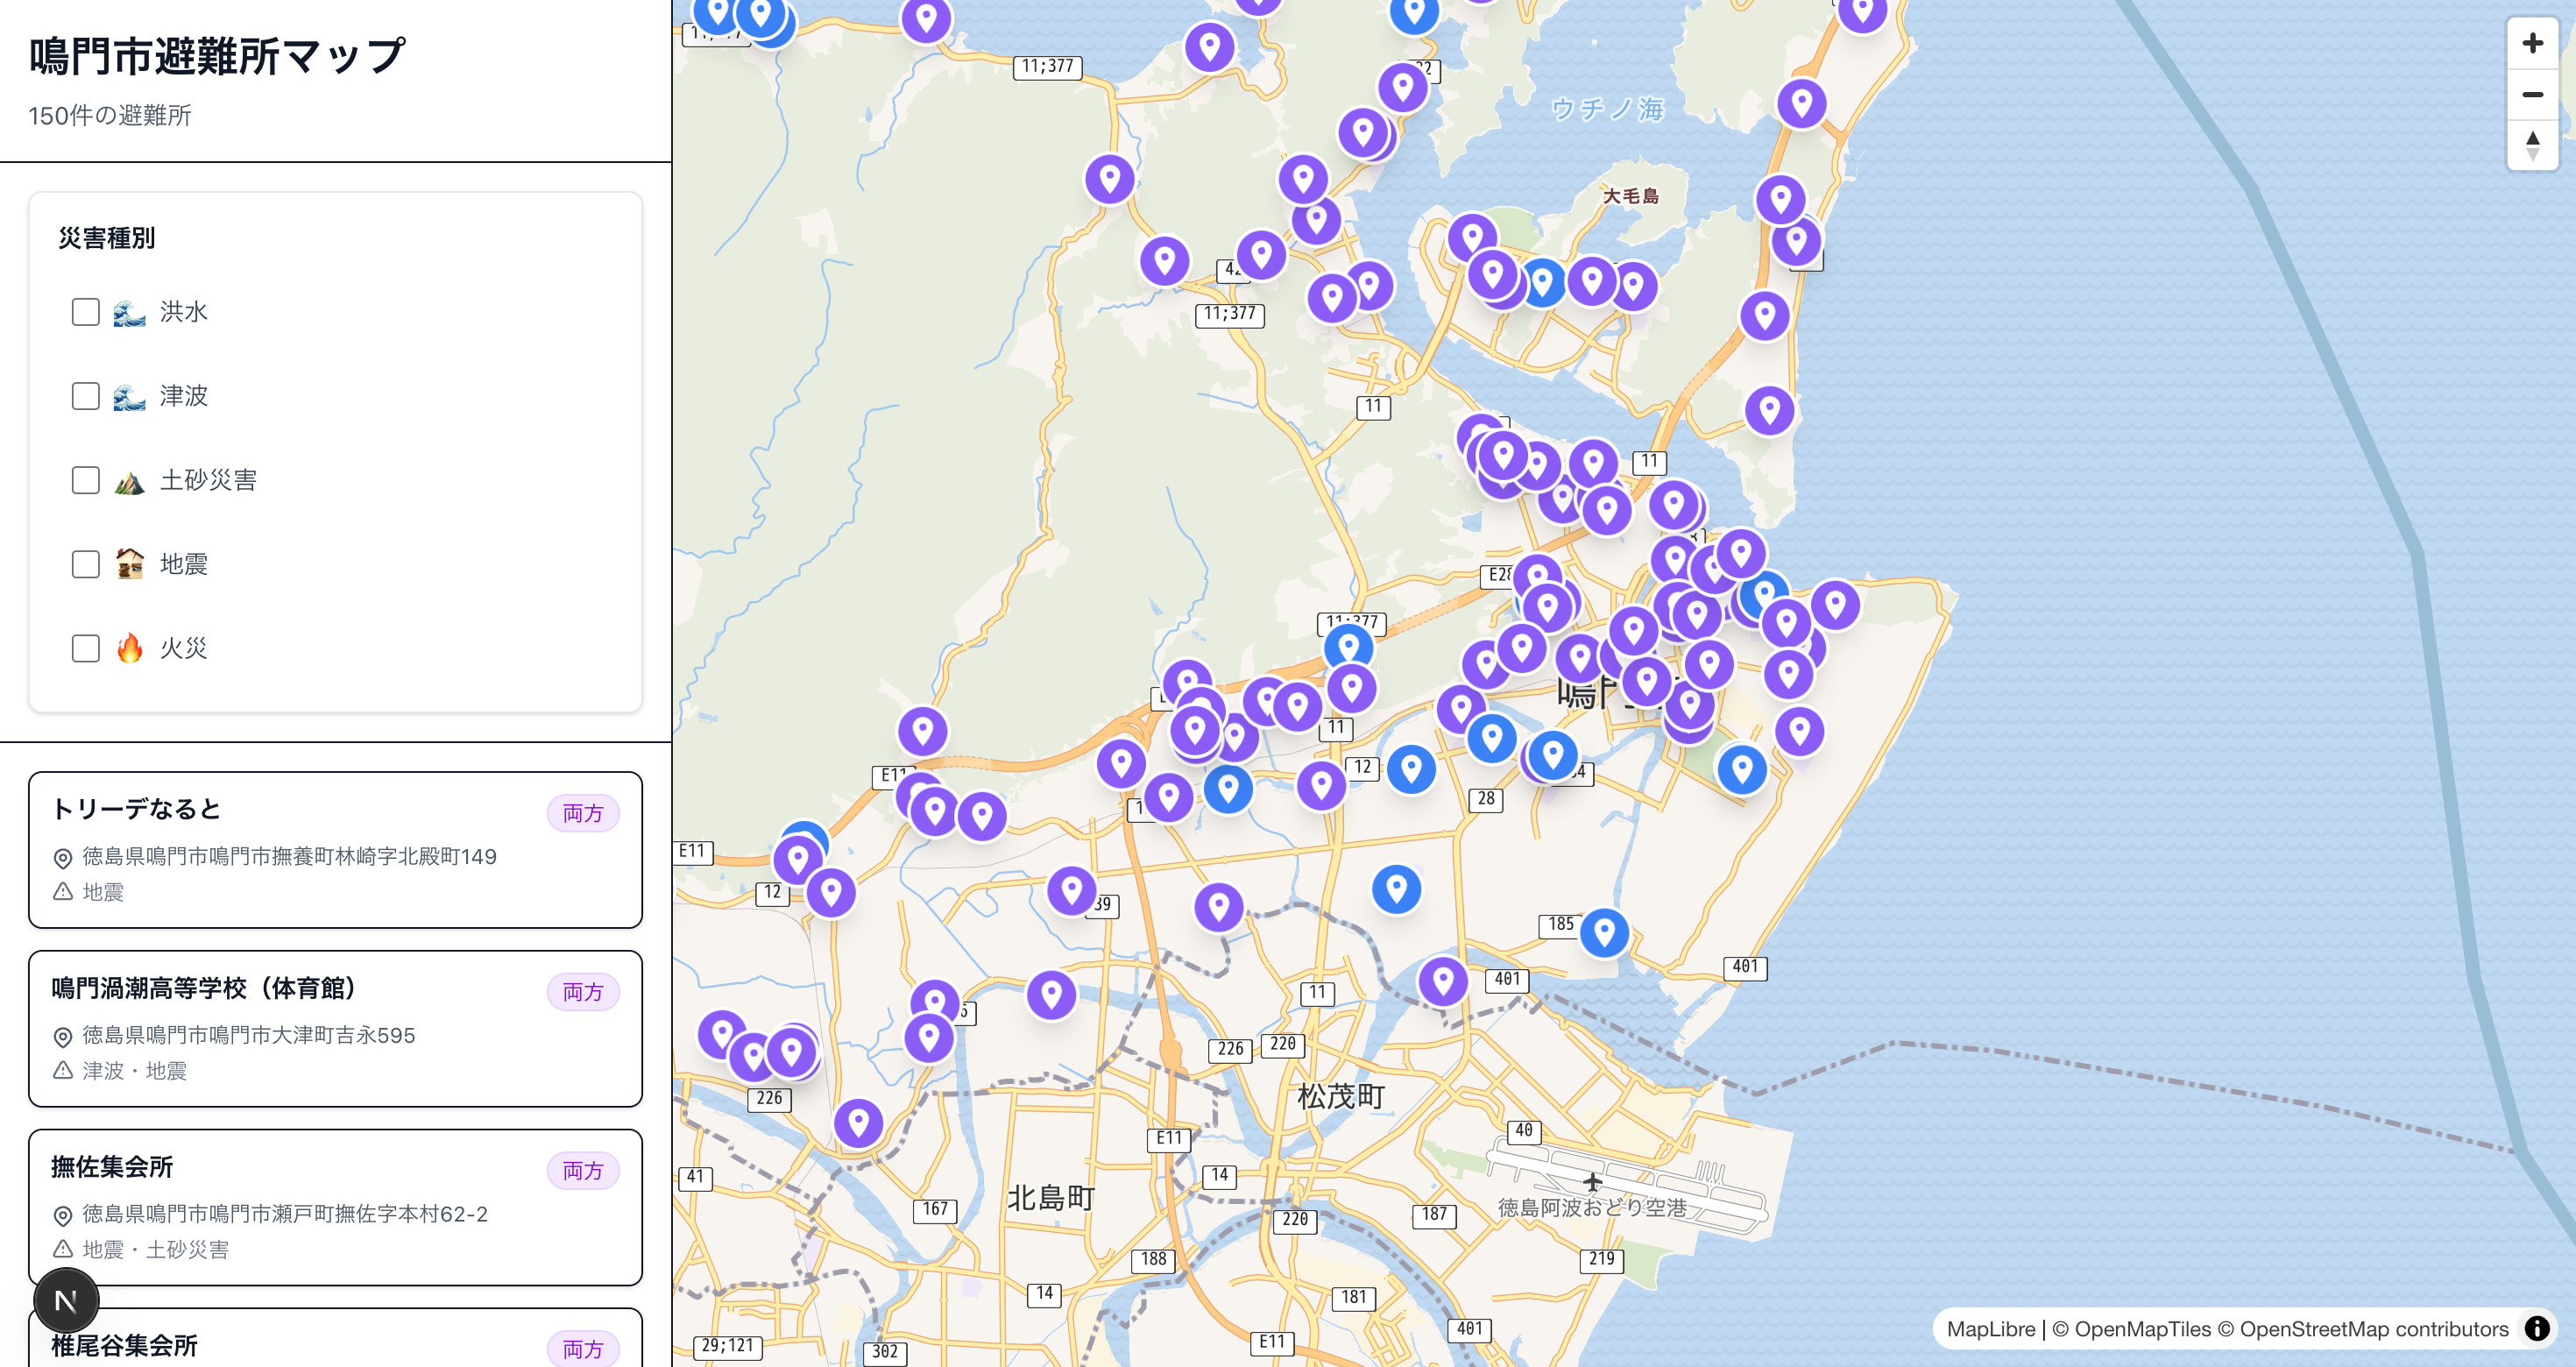 鳴門市避難所マップ
150件の避難所
災害種別
洪水
津波
土砂災害
地震
火災
トリーデなると
両方
徳島県鳴門市鳴門市撫養町林崎字北殿町149
地震
鳴門渦潮高等学校（体育館）
両方
徳島県鳴門市鳴門市大津町吉永595
津波・地震
撫佐集会所
両方
徳島県鳴門市鳴門市瀬戸町撫佐字本村62-2
地震・土砂災害
椎尾谷集会所
両方
N
11;377
ウチノ海
大毛島
11;377
11
11
11;377
11
12
28
E11
12
185
401
401
11
226
220
226
松茂町
E11
40
41
14
北島町
167
220
187
徳島阿波おどり空港
188
219
14
181
401
29;121
302
E11
MapLibre | © OpenMapTiles © OpenStreetMap contributors